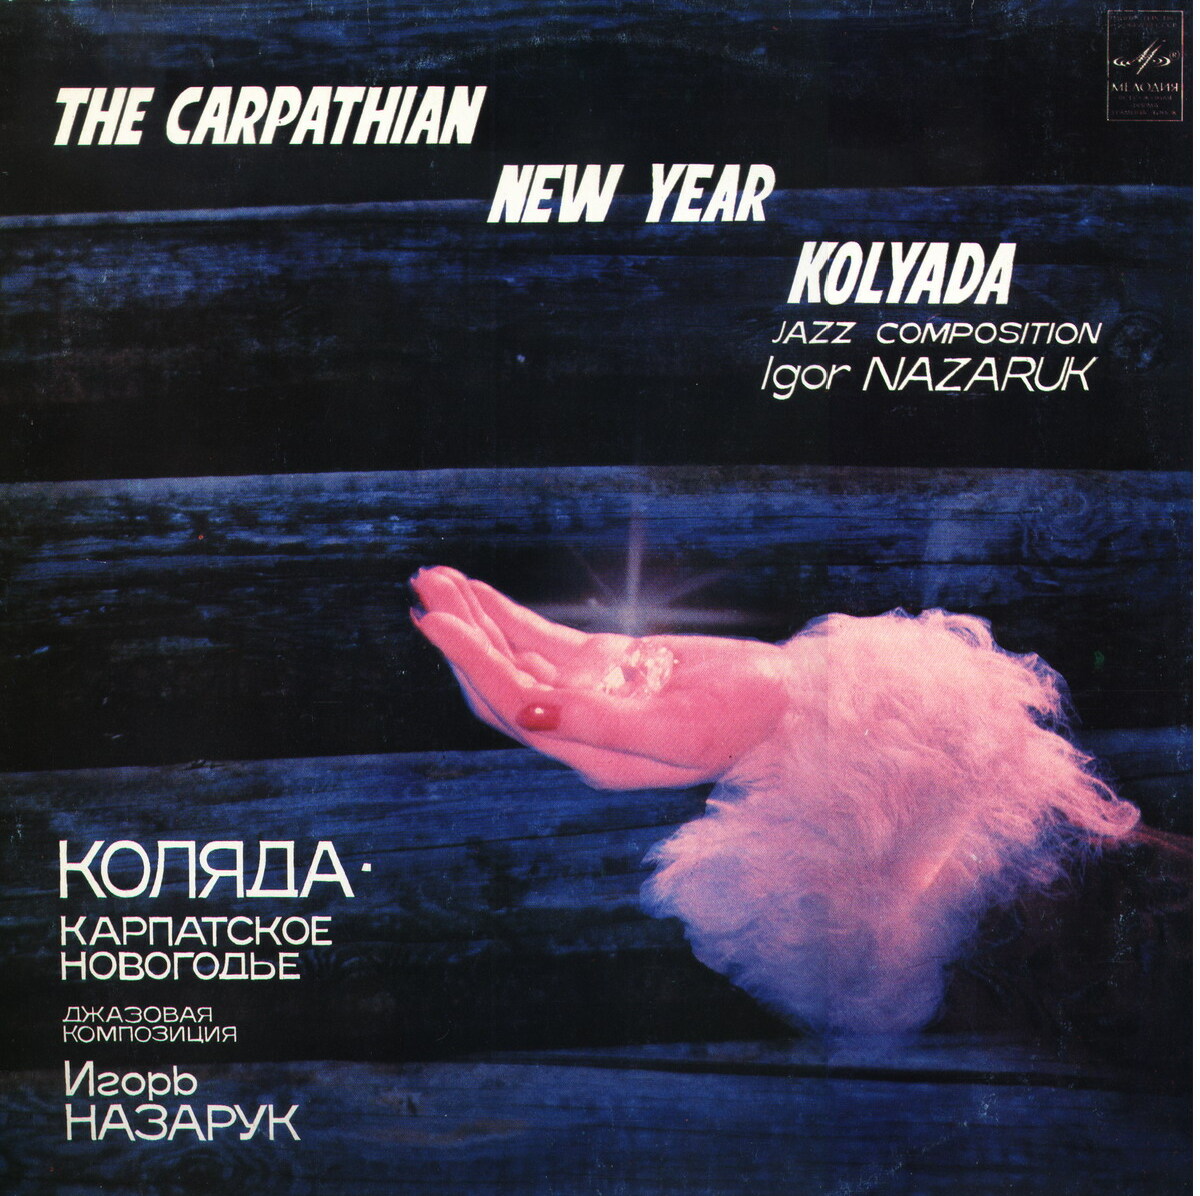 МЕЛОДИЯ
THE CARPATHIAN
NEW YEAR
KOLYADA
JAZZ COMPOSITION
Igor NAZARUK
КОЛЯДА·
КАРПАТСКОЕ
НОВОГОДЬЕ
ДЖАЗОВАЯ
КОМПОЗИЦИЯ
Игорь
НАЗАРУК